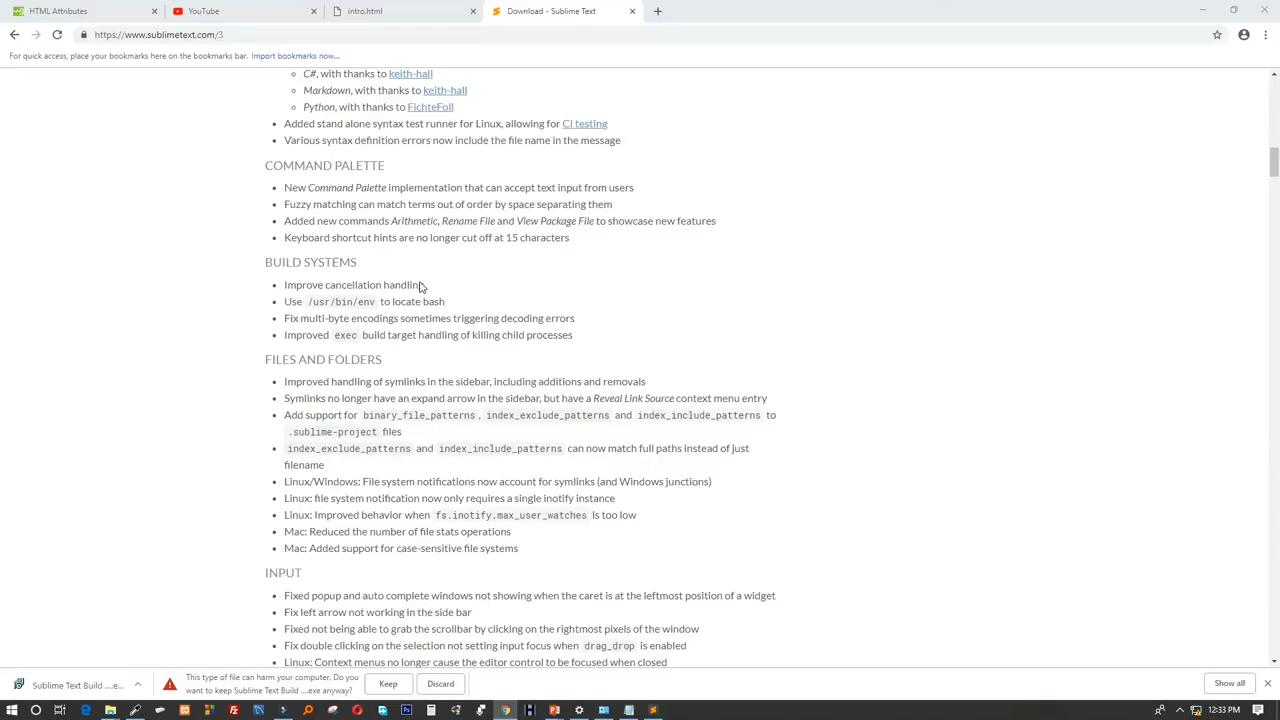 HTML Attributes
YouTube
intro.html
Download - Sublime Text
https://www.sublimetext.com/3
For quick access, place your bookmarks here on the bookmarks bar. Import bookmarks now...
C#, with thanks to keith-hall
Markdown, with thanks to keith-hall
Python, with thanks to FichteFoll
Added stand alone syntax test runner for Linux, allowing for CI testing
Various syntax definition errors now include the file name in the message
COMMAND PALETTE
New Command Palette implementation that can accept text input from users
Fuzzy matching can match terms out of order by space separating them
Added new commands Arithmetic, Rename File and View Package File to showcase new features
Keyboard shortcut hints are no longer cut off at 15 characters
BUILD SYSTEMS
Improve cancellation handling
Use /usr/bin/env to locate bash
Fix multi-byte encodings sometimes triggering decoding errors
Improved exec build target handling of killing child processes
FILES AND FOLDERS
Improved handling of symlinks in the sidebar, including additions and removals
Symlinks no longer have an expand arrow in the sidebar, but have a Reveal Link Source context menu entry
Add support for binary_file_patterns, index_exclude_patterns and index_include_patterns to
.sublime-project files
index_exclude_patterns and index_include_patterns can now match full paths instead of just
filename
Linux/Windows: File system notifications now account for symlinks (and Windows junctions)
Linux: file system notification now only requires a single inotify instance
Linux: Improved behavior when fs.inotify.max_user_watches is too low
Mac: Reduced the number of file stats operations
Mac: Added support for case-sensitive file systems
INPUT
Fixed popup and auto complete windows not showing when the caret is at the leftmost position of a widget
Fix left arrow not working in the side bar
Fixed not being able to grab the scrollbar by clicking on the rightmost pixels of the window
Fix double clicking on the selection not setting input focus when drag_drop is enabled
Linux: Context menus no longer cause the editor control to be focused when closed
Sublime Text Build ....e...
This type of file can harm your computer. Do you
want to keep Sublime Text Build ....exe anyway?
Keep
Discard
Show all
12:33 PM